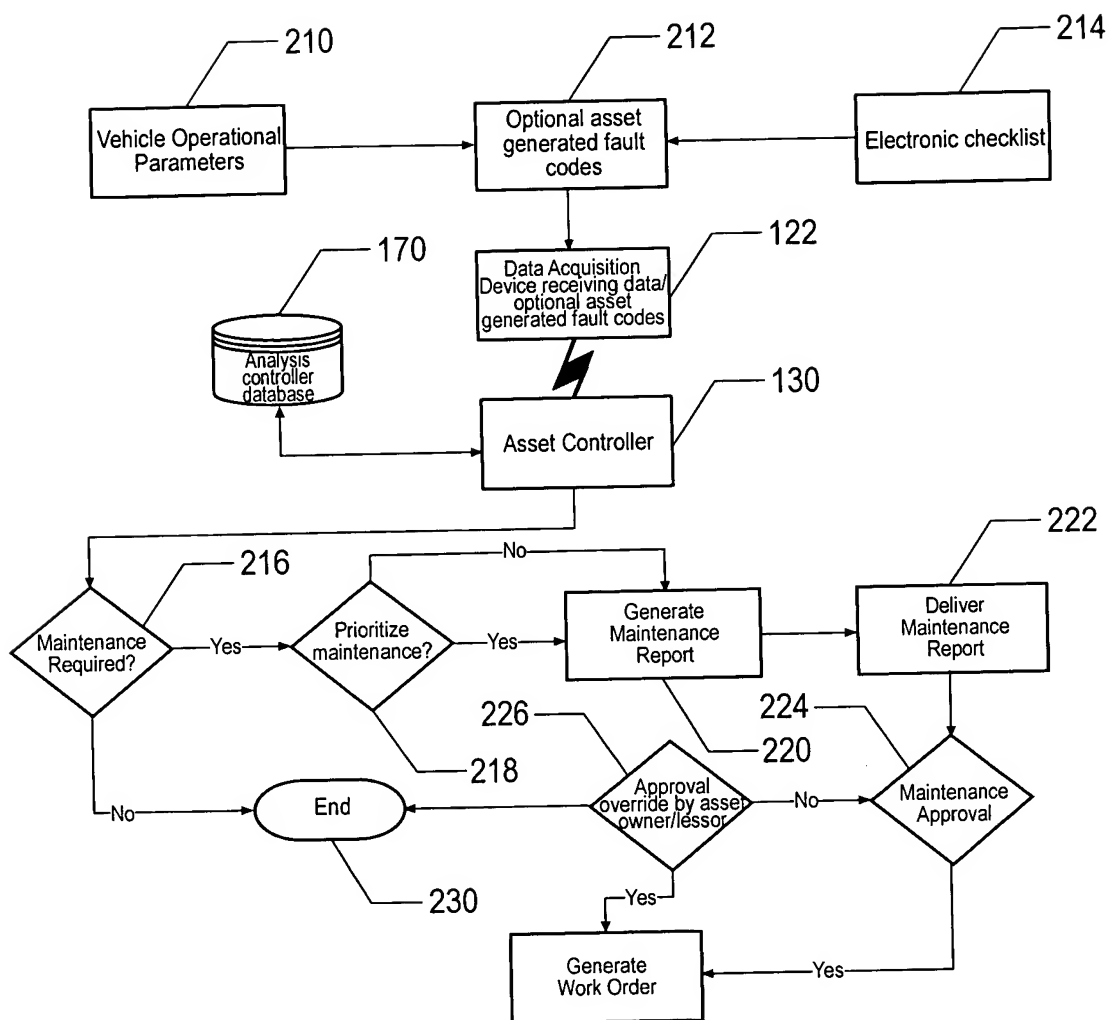 210
212
214
Vehicle Operational
Parameters
Optional asset
generated fault
codes
Electronic checklist
170
122
Data Acquisition
Device receiving data/
optional asset
generated fault codes
Analysis
controller
database
130
Asset Controller
222
216
No
Maintenance
Required?
Yes
Prioritize
maintenance?
Yes
Generate
Maintenance
Report
Deliver
Maintenance
Report
226
224
218
220
No
End
Approval
override by asset
owner/lessor
No
Maintenance
Approval
230
Yes
Generate
Work Order
Yes